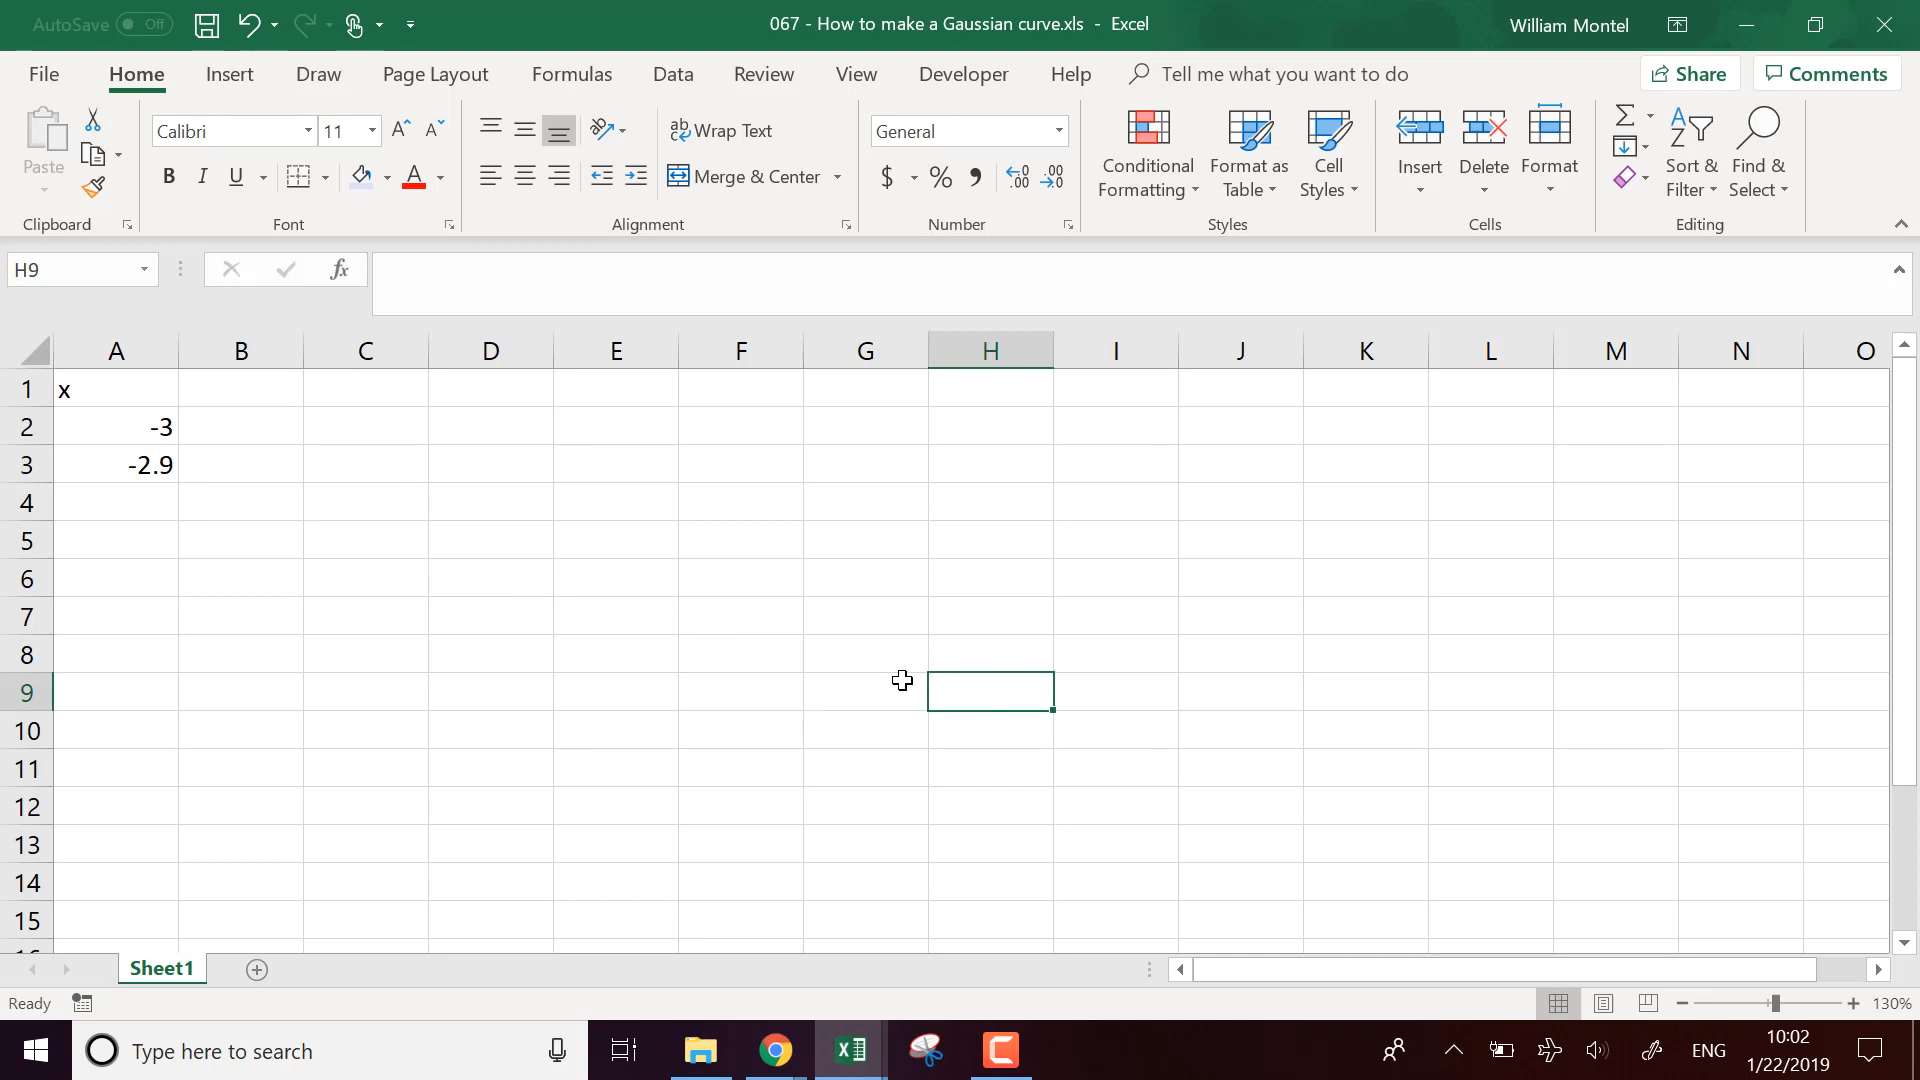 AutoSave Off 067 - How to make a Gaussian curve.xls - Excel William Montel
File Home Insert Draw Page Layout Formulas Data Review View Developer Help Tell me what you want to do Share Comments
Calibri 11 Wrap Text General
Paste B I U Merge & Center $ % Conditional Formatting Format as Table Cell Styles Insert Delete Format Sort & Filter Find & Select
Clipboard Font Alignment Number Styles Cells Editing
H9 fx
A B C D E F G H I J K L M N O
1 x
2 -3
3 -2.9
4
5
6
7
8
9
10
11
12
13
14
15
Sheet1
Ready 130%
Type here to search ENG 10:02
1/22/2019